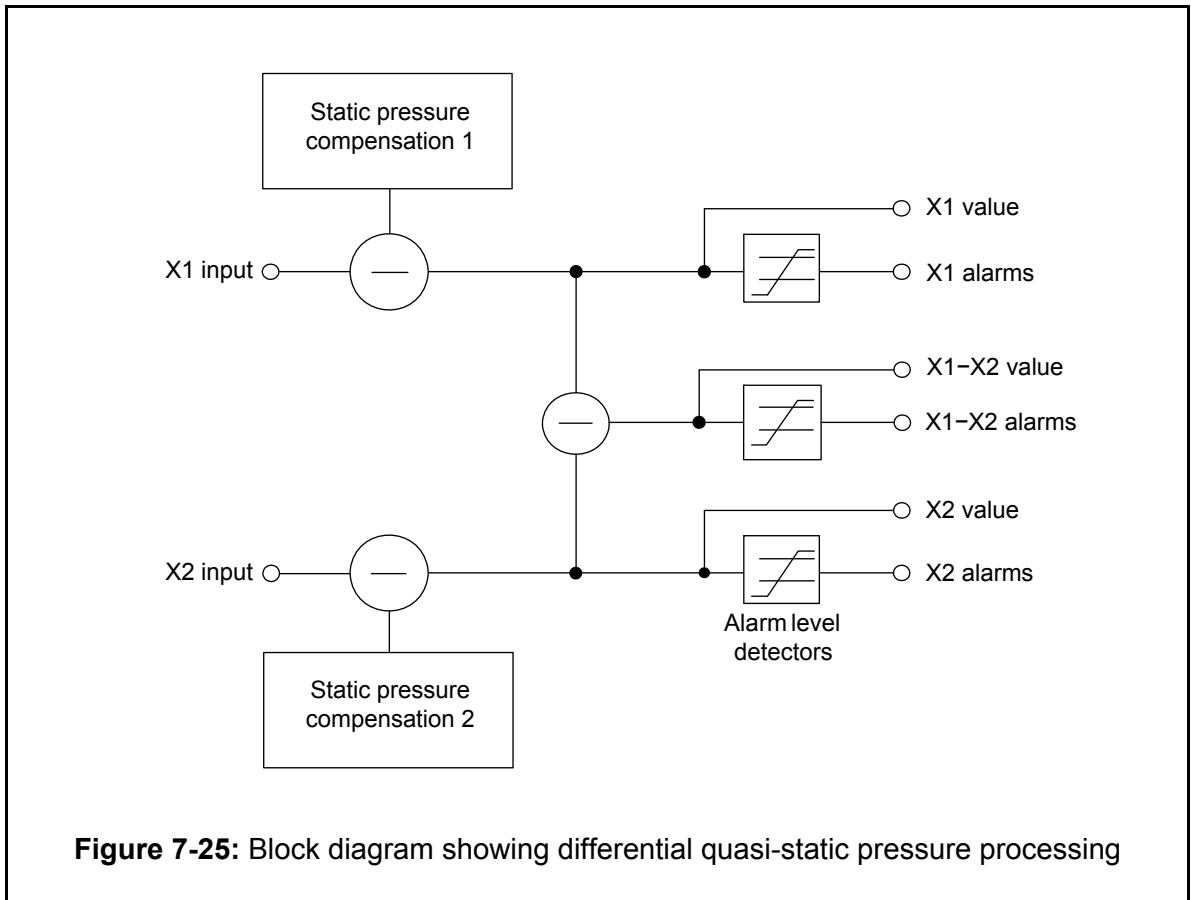 Static pressure
compensation 1
X1 input
X1 value
X1 alarms
X1−X2 value
X1−X2 alarms
X2 value
X2 input
X2 alarms
Alarm level
detectors
Static pressure
compensation 2
Figure 7-25: Block diagram showing differential quasi-static pressure processing